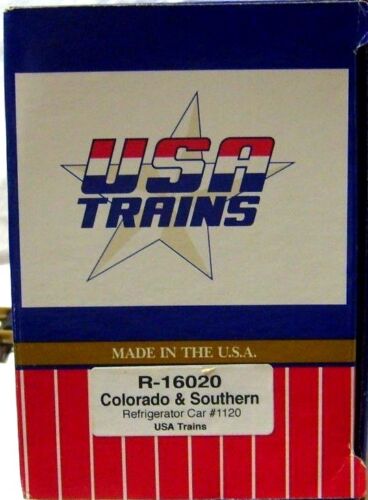 USA
TRAINS
MADE IN THE U.S.A.
R-16020
Colorado & Southern
Refrigerator Car #1120
USA Trains